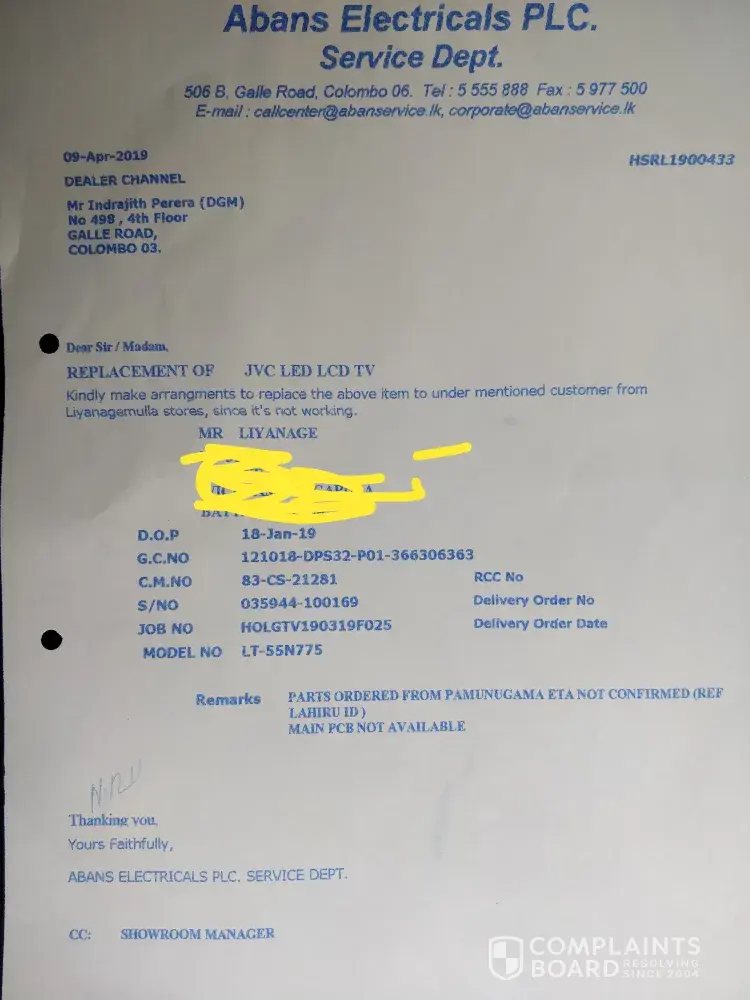 Abans Electricals PLC.
Service Dept.
506 B, Galle Road, Colombo 06. Tel : 5 555 888 Fax : 5 977 500
E-mail : callcenter@abanservice.lk, corporate@abanservice.lk
09-Apr-2019
HSRL1900433
DEALER CHANNEL
Mr Indrajith Perera (DGM)
No 498 , 4th Floor
GALLE ROAD,
COLOMBO 03.
Dear Sir / Madam,
REPLACEMENT OF JVC LED LCD TV
Kindly make arrangments to replace the above item to under mentioned customer from
Liyanagemulla stores, since it's not working.
MR LIYANAGE
D.O.P 18-Jan-19
G.C.NO 121018-DPS32-P01-366306363
C.M.NO 83-CS-21281 RCC No
S/NO 035944-100169 Delivery Order No
JOB NO HOLGTV190319F025 Delivery Order Date
MODEL NO LT-55N775
Remarks PARTS ORDERED FROM PAMUNUGAMA ETA NOT CONFIRMED (REF
LAHIRU ID )
MAIN PCB NOT AVAILABLE
Thanking you,
Yours Faithfully,
ABANS ELECTRICALS PLC. SERVICE DEPT.
CC: SHOWROOM MANAGER
COMPLAINTS
BOARD RESOLVING
SINCE 2004